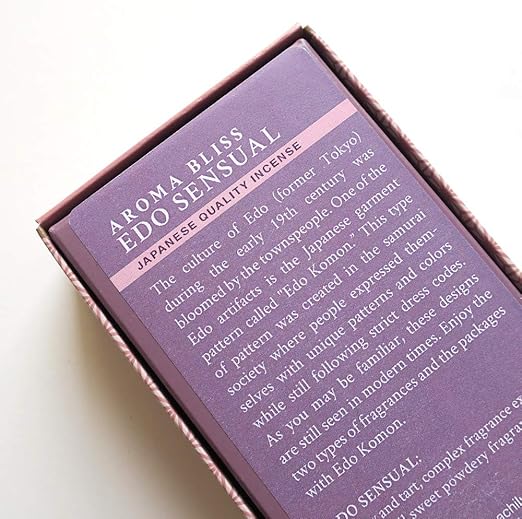 AROMA BLISS
EDO SENSUAL
JAPANESE QUALITY INCENSE
The culture of Edo (former Tokyo)
during the early 19th century was
bloomed by the townspeople. One of the
Edo artifacts is the Japanese garment
pattern called "Edo Komon." This type
of pattern was created in the samurai
society where people expressed them-
selves with unique patterns and colors
while still following strict dress codes.
As you may be familiar, these designs
are still seen in modern times. Enjoy the
two types of fragrances and the packages
with Edo Komon.
DO SENSUAL:
and tart, complex fragrance
sweet powdery